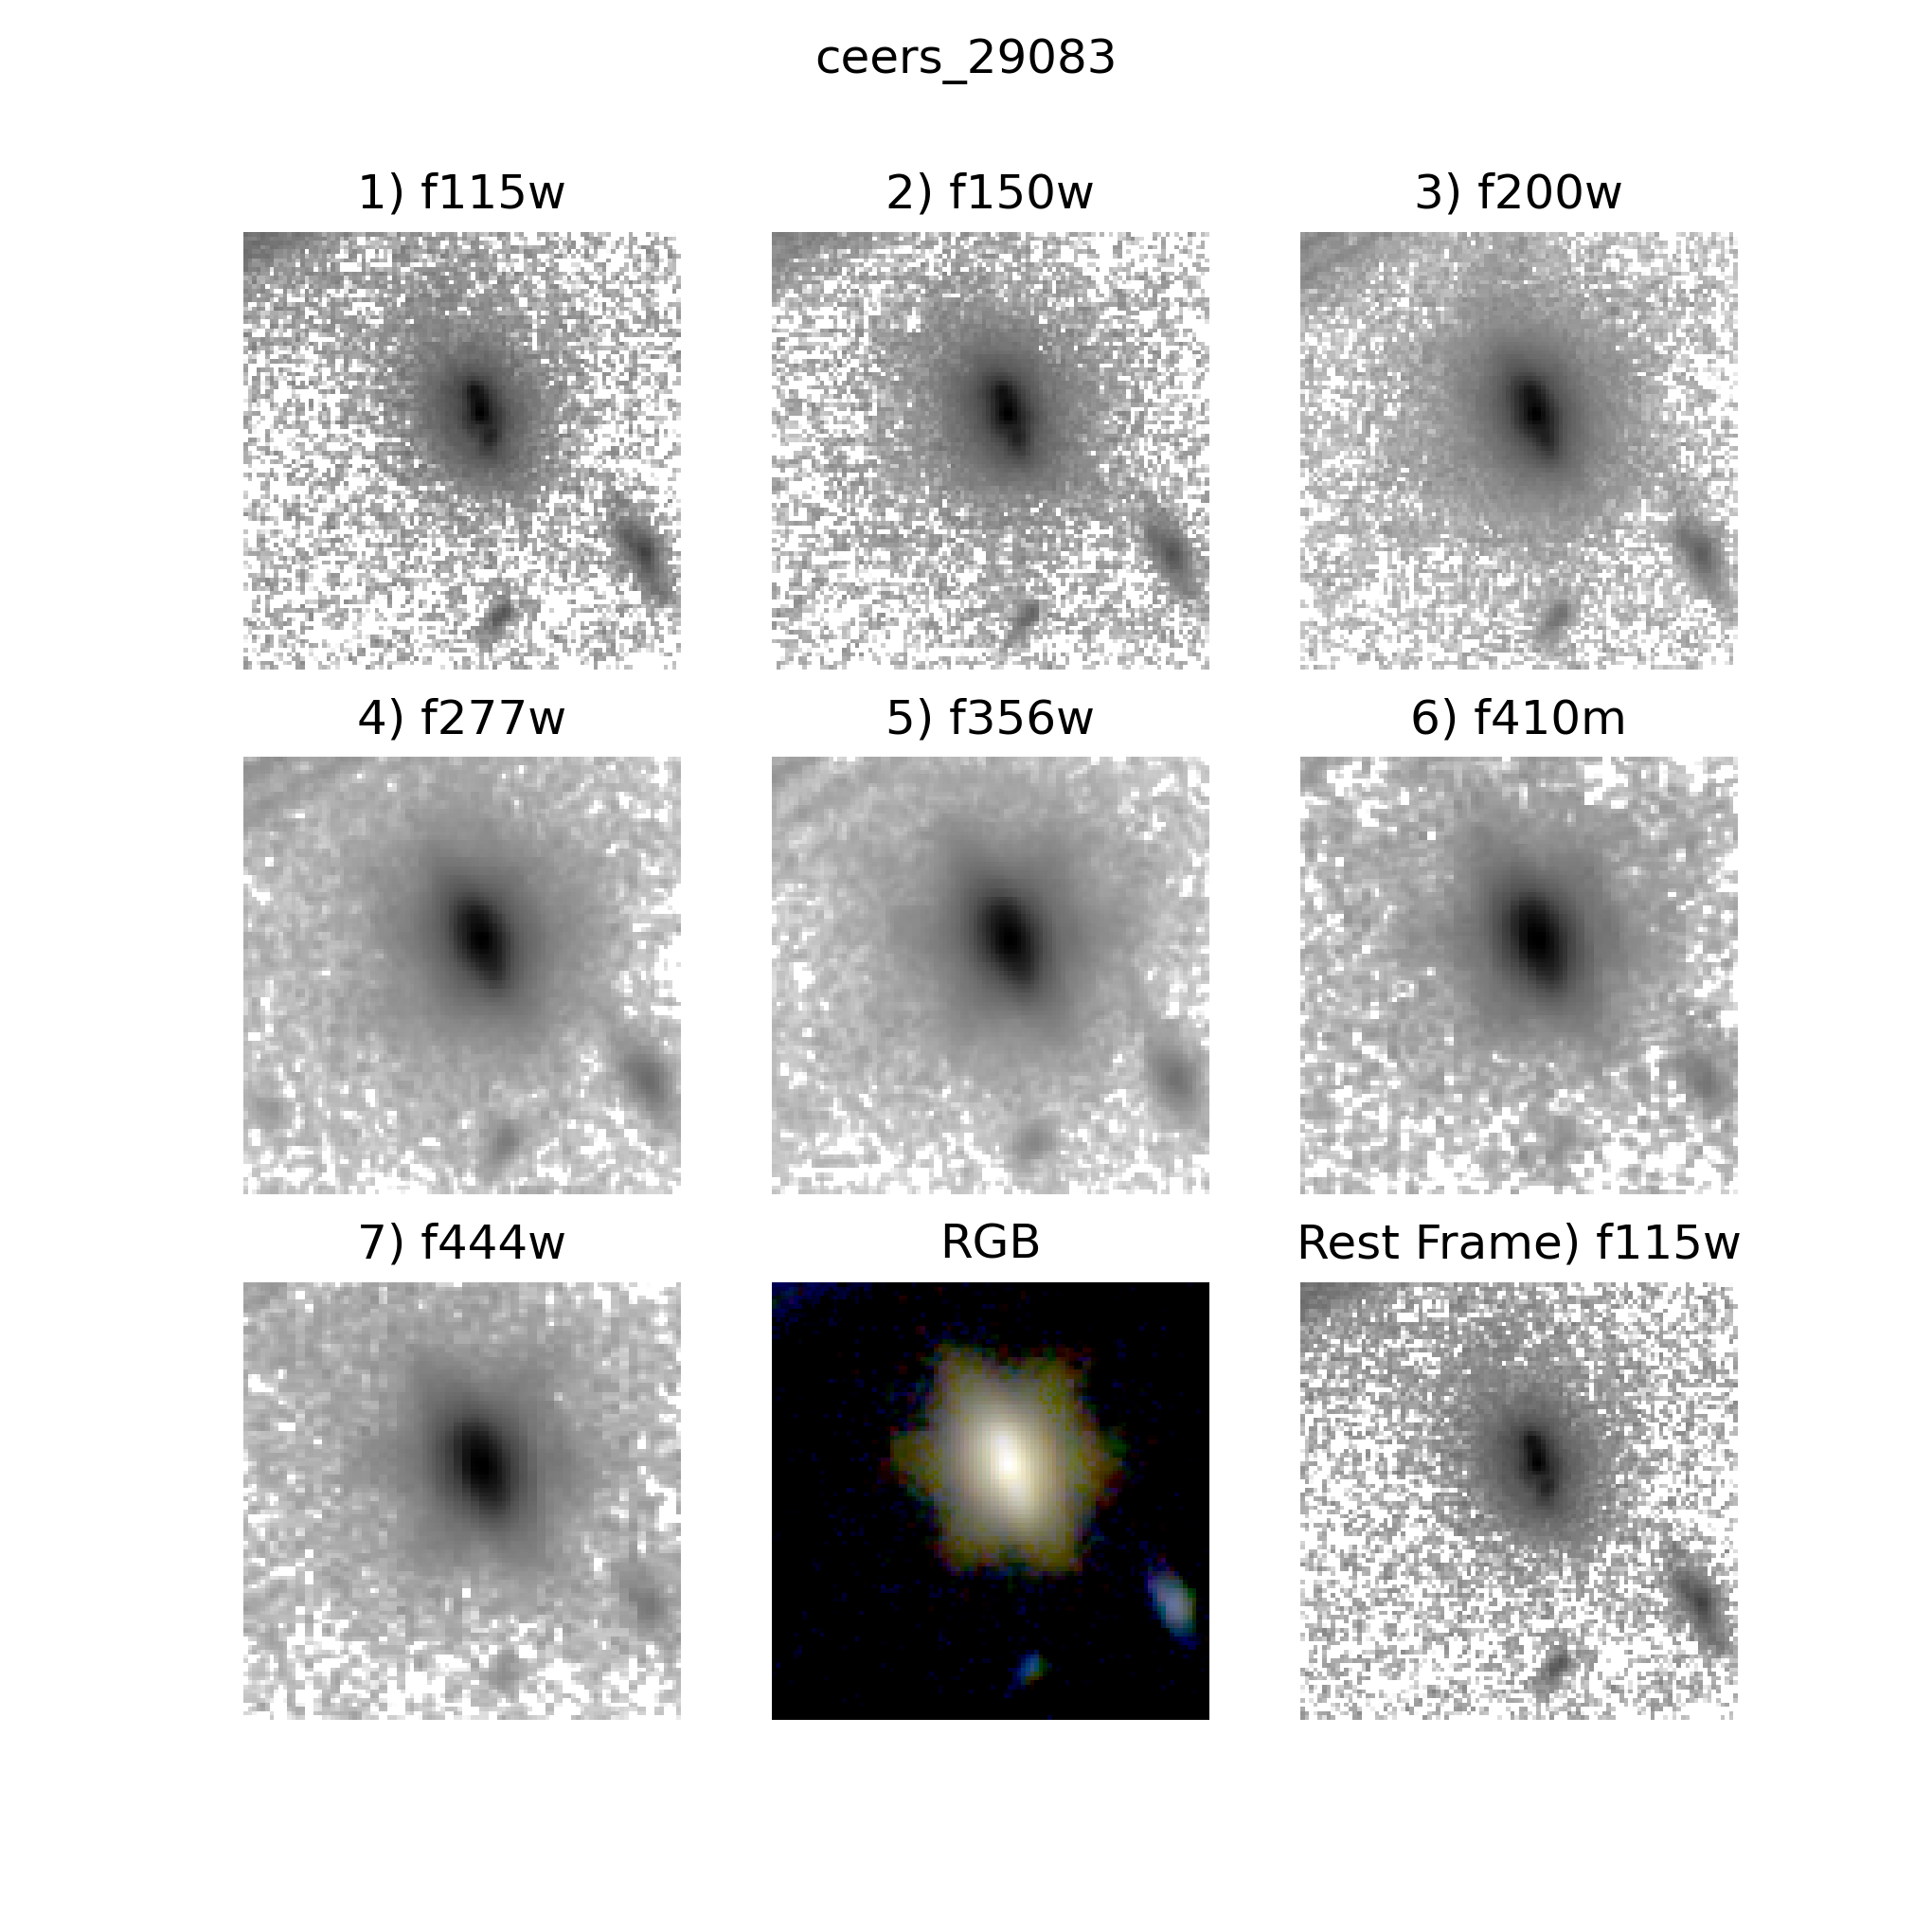 ceers_29083
1) f115w
2) f150w
3) f200w
4) f277w
5) f356w
6) f410m
7) f444w
RGB
Rest Frame) f115w